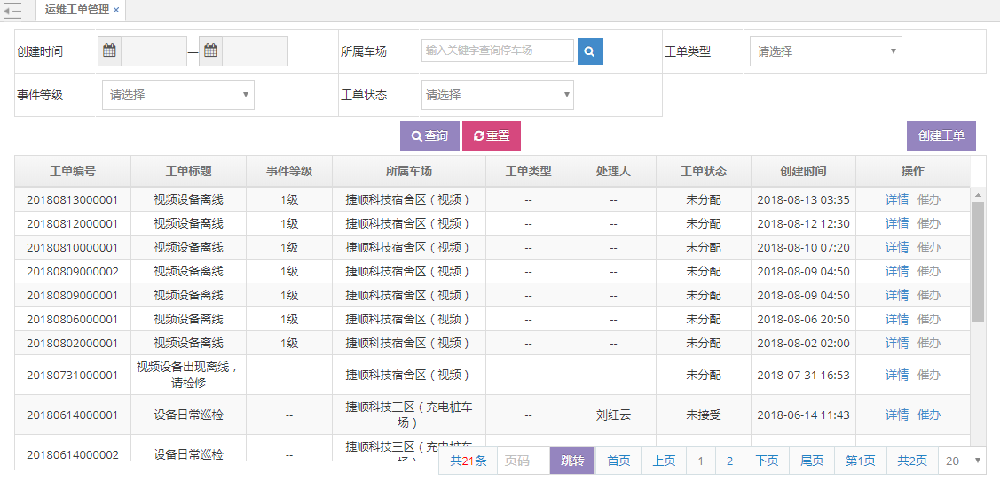 运维工单管理 ×
创建时间 — 所属车场 输入关键字查询停车场 工单类型 请选择
事件等级 请选择 工单状态 请选择
查询 重置 创建工单
工单编号 工单标题 事件等级 所属车场 工单类型 处理人 工单状态 创建时间 操作
20180813000001 视频设备离线 1级 捷顺科技宿舍区（视频） -- -- 未分配 2018-08-13 03:35 详情 催办
20180812000001 视频设备离线 1级 捷顺科技宿舍区（视频） -- -- 未分配 2018-08-12 12:30 详情 催办
20180810000001 视频设备离线 1级 捷顺科技宿舍区（视频） -- -- 未分配 2018-08-10 07:20 详情 催办
20180809000002 视频设备离线 1级 捷顺科技宿舍区（视频） -- -- 未分配 2018-08-09 04:50 详情 催办
20180809000001 视频设备离线 1级 捷顺科技宿舍区（视频） -- -- 未分配 2018-08-09 04:50 详情 催办
20180806000001 视频设备离线 1级 捷顺科技宿舍区（视频） -- -- 未分配 2018-08-06 20:50 详情 催办
20180802000001 视频设备离线 1级 捷顺科技宿舍区（视频） -- -- 未分配 2018-08-02 02:00 详情 催办
20180731000001 视频设备出现离线， -- 捷顺科技宿舍区（视频） -- -- 未分配 2018-07-31 16:53 详情 催办
请检修
20180614000001 设备日常巡检 -- 捷顺科技三区（充电桩车 -- 刘红云 未接受 2018-06-14 11:43 详情 催办
场）
20180614000002 设备日常巡检 -- 捷顺科技三区（充电桩车
共21条 页码 跳转 首页 上页 1 2 下页 尾页 第1页 共2页 20